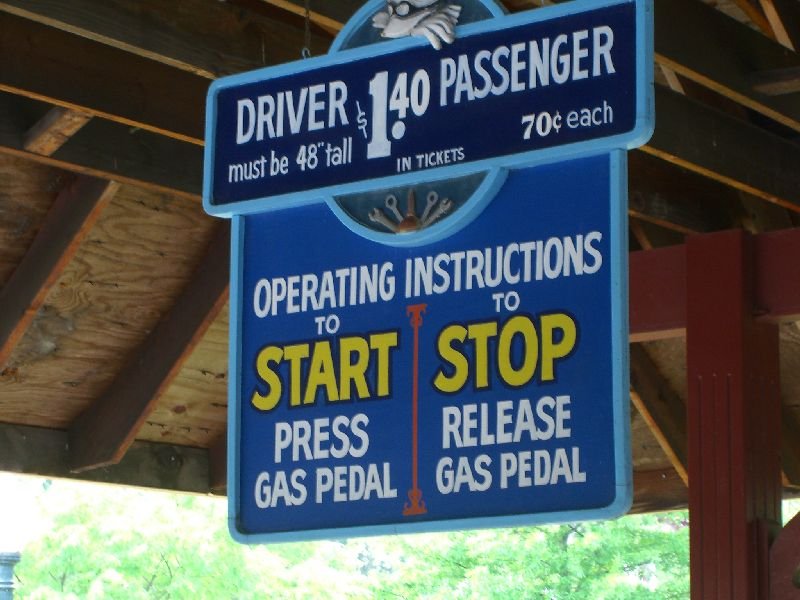 DRIVER $1.40 PASSENGER
must be 48" tall 70¢ each
IN TICKETS
OPERATING INSTRUCTIONS
TO
START
PRESS
GAS PEDAL
TO
STOP
RELEASE
GAS PEDAL